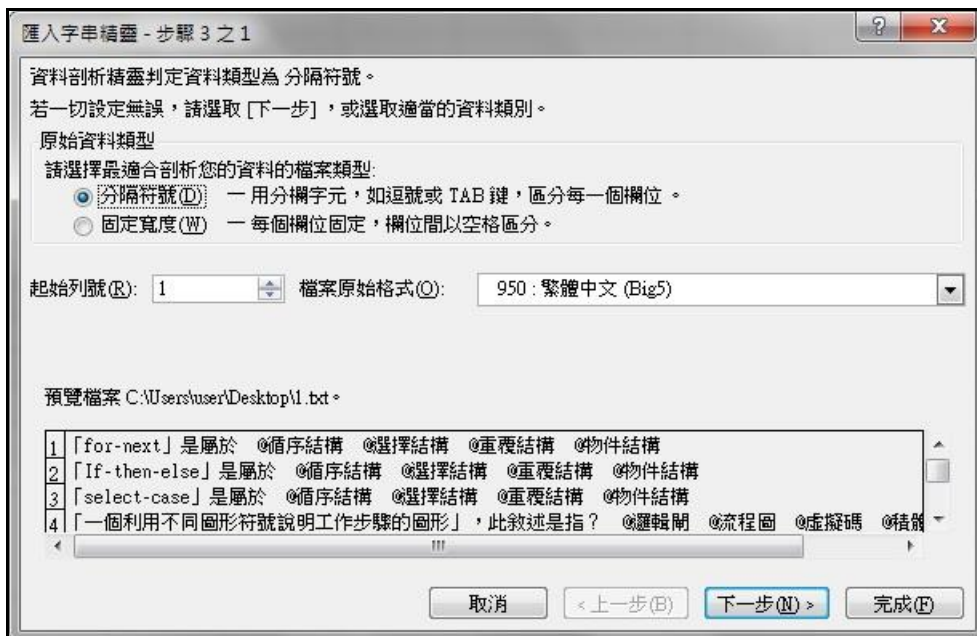 匯入字串精靈 - 步驟 3 之 1
資料剖析精靈判定資料類型為 分隔符號。
若一切設定無誤，請選取 [下一步]，或選取適當的資料類別。
原始資料類型
請選擇最適合剖析您的資料的檔案類型:
分隔符號(D) 一 用分欄字元，如逗號或 TAB 鍵，區分每一個欄位 。
固定寬度(W) 一 每個欄位固定，欄位間以空格區分。
起始列號(R): 1 檔案原始格式(O): 950 : 繁體中文 (Big5)
預覽檔案 C:\Users\user\Desktop\1.txt。
1 「for-next」是屬於 @循序結構 @選擇結構 @重覆結構 @物件結構
2 「If-then-else」是屬於 @循序結構 @選擇結構 @重覆結構 @物件結構
3 「select-case」是屬於 @循序結構 @選擇結構 @重覆結構 @物件結構
4 「一個利用不同圖形符號說明工作步驟的圖形」，此敘述是指？ @邏輯閘 @流程圖 @虛擬碼 @積體
取消 < 上一步(B) 下一步(N) > 完成(F)